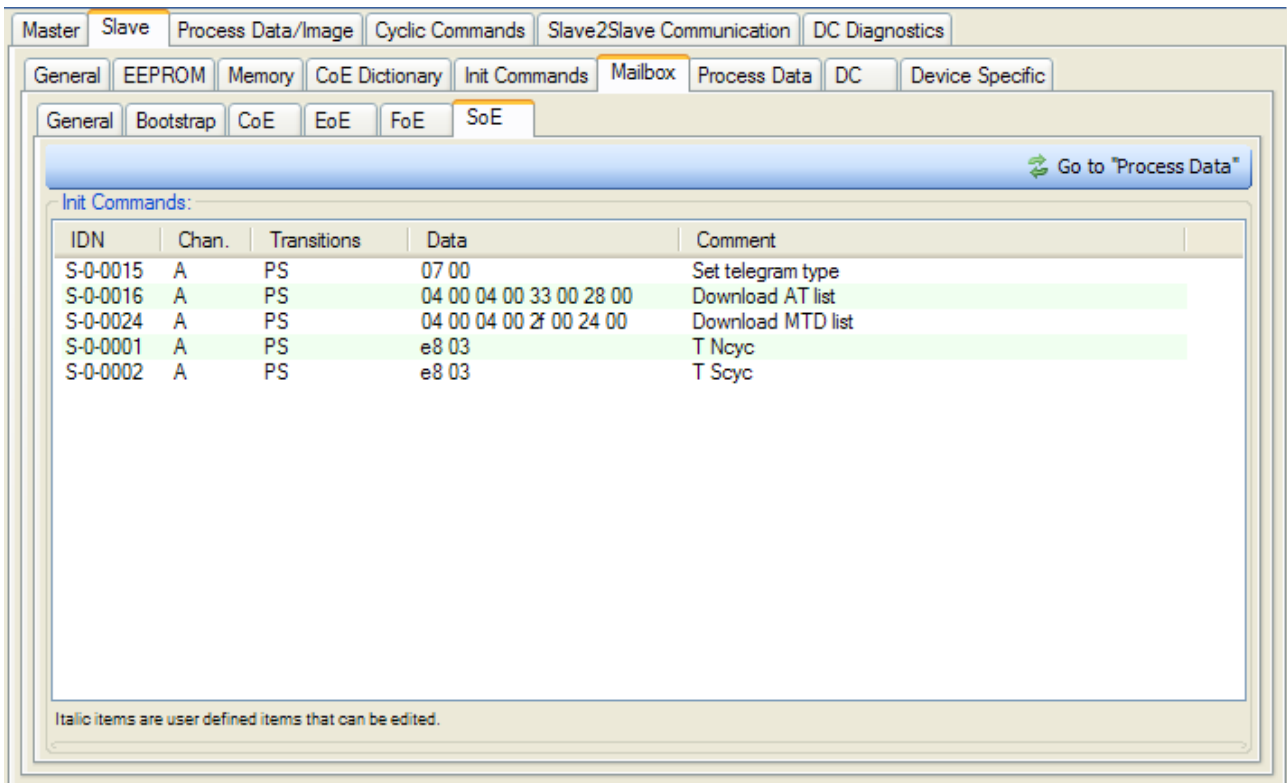 Master Slave Process Data/Image Cyclic Commands Slave2Slave Communication DC Diagnostics
General EEPROM Memory CoE Dictionary Init Commands Mailbox Process Data DC Device Specific
General Bootstrap CoE EoE FoE SoE
Go to "Process Data"
Init Commands:
IDN Chan. Transitions Data Comment
S-0-0015 A PS 07 00 Set telegram type
S-0-0016 A PS 04 00 04 00 33 00 28 00 Download AT list
S-0-0024 A PS 04 00 04 00 2f 00 24 00 Download MTD list
S-0-0001 A PS e8 03 T Ncyc
S-0-0002 A PS e8 03 T Scyc
Italic items are user defined items that can be edited.